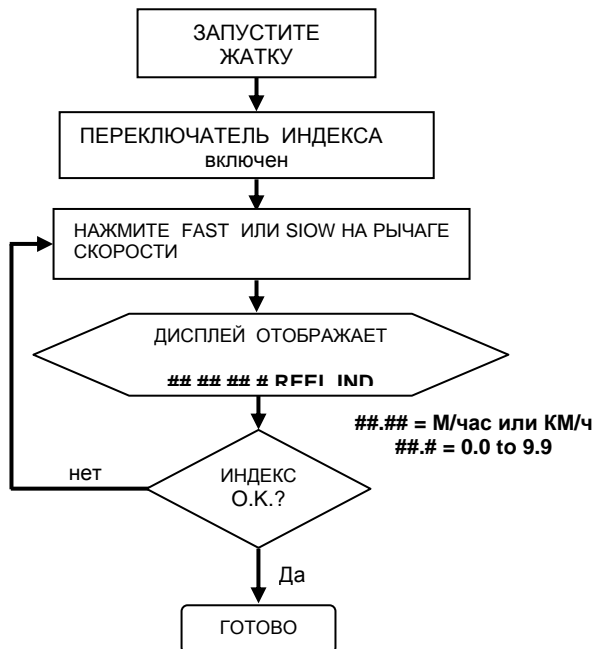 ЗАПУСТИТЕ
ЖАТКУ
ПЕРЕКЛЮЧАТЕЛЬ ИНДЕКСА
включен
НАЖМИТЕ FAST ИЛИ SIOW НА РЫЧАГЕ
СКОРОСТИ
ДИСПЛЕЙ ОТОБРАЖАЕТ
##.## ##.# REEL IND
##.## = М/час или КМ/ч
##.# = 0.0 to 9.9
нет
ИНДЕКС
O.K.?
Да
ГОТОВО